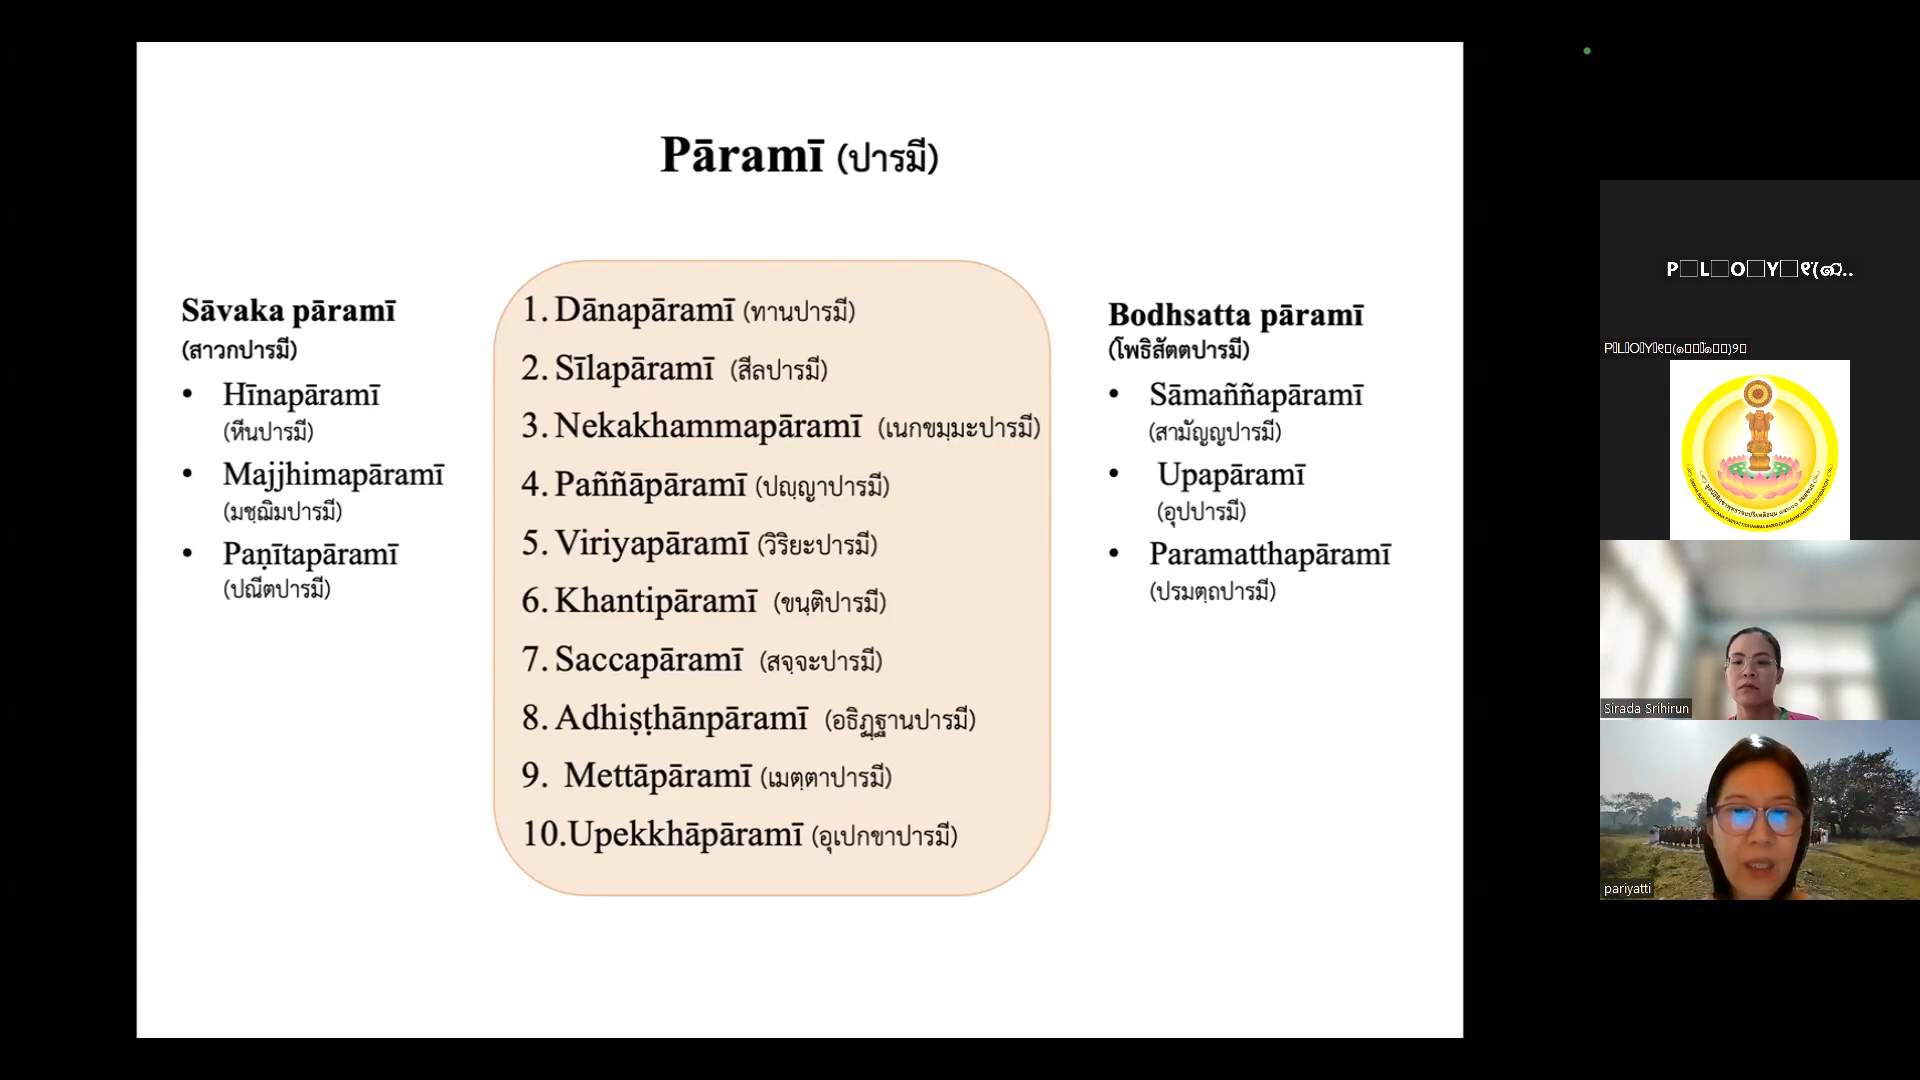 Pāramī (ปารมี)
Sāvaka pāramī
(สาวกปารมี)
• Hīnapāramī
(หีนปารมี)
• Majjhimapāramī
(มชฺฌิมปารมี)
• Paṇītapāramī
(ปณีตปารมี)
1. Dānapāramī (ทานปารมี)
2. Sīlapāramī (สีลปารมี)
3. Nekakhammapāramī (เนกขมฺมะปารมี)
4. Paññāpāramī (ปญฺญาปารมี)
5. Viriyapāramī (วิริยะปารมี)
6. Khantipāramī (ขนฺติปารมี)
7. Saccapāramī (สจฺจะปารมี)
8. Adhiṣṭhānpāramī (อธิฏฺฐานปารมี)
9. Mettāpāramī (เมตฺตาปารมี)
10.Upekkhāpāramī (อุเปกขาปารมี)
Bodhsatta pāramī
(โพธิสัตตปารมี)
• Sāmaññapāramī
(สามัญญปารมี)
• Upapāramī
(อุปปารมี)
• Paramatthapāramī
(ปรมตฺถปารมี)
Sirada Srihirun
pariyatti